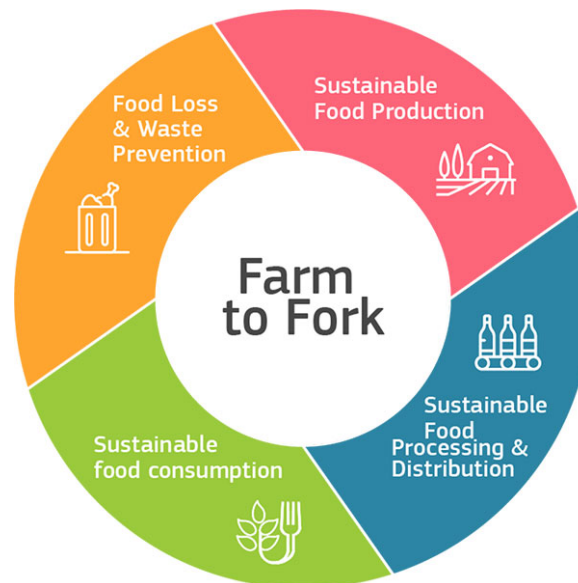 Food Loss
& Waste
Prevention
Sustainable
Food Production
Farm
to Fork
Sustainable
Food
Processing &
Distribution
Sustainable
food consumption